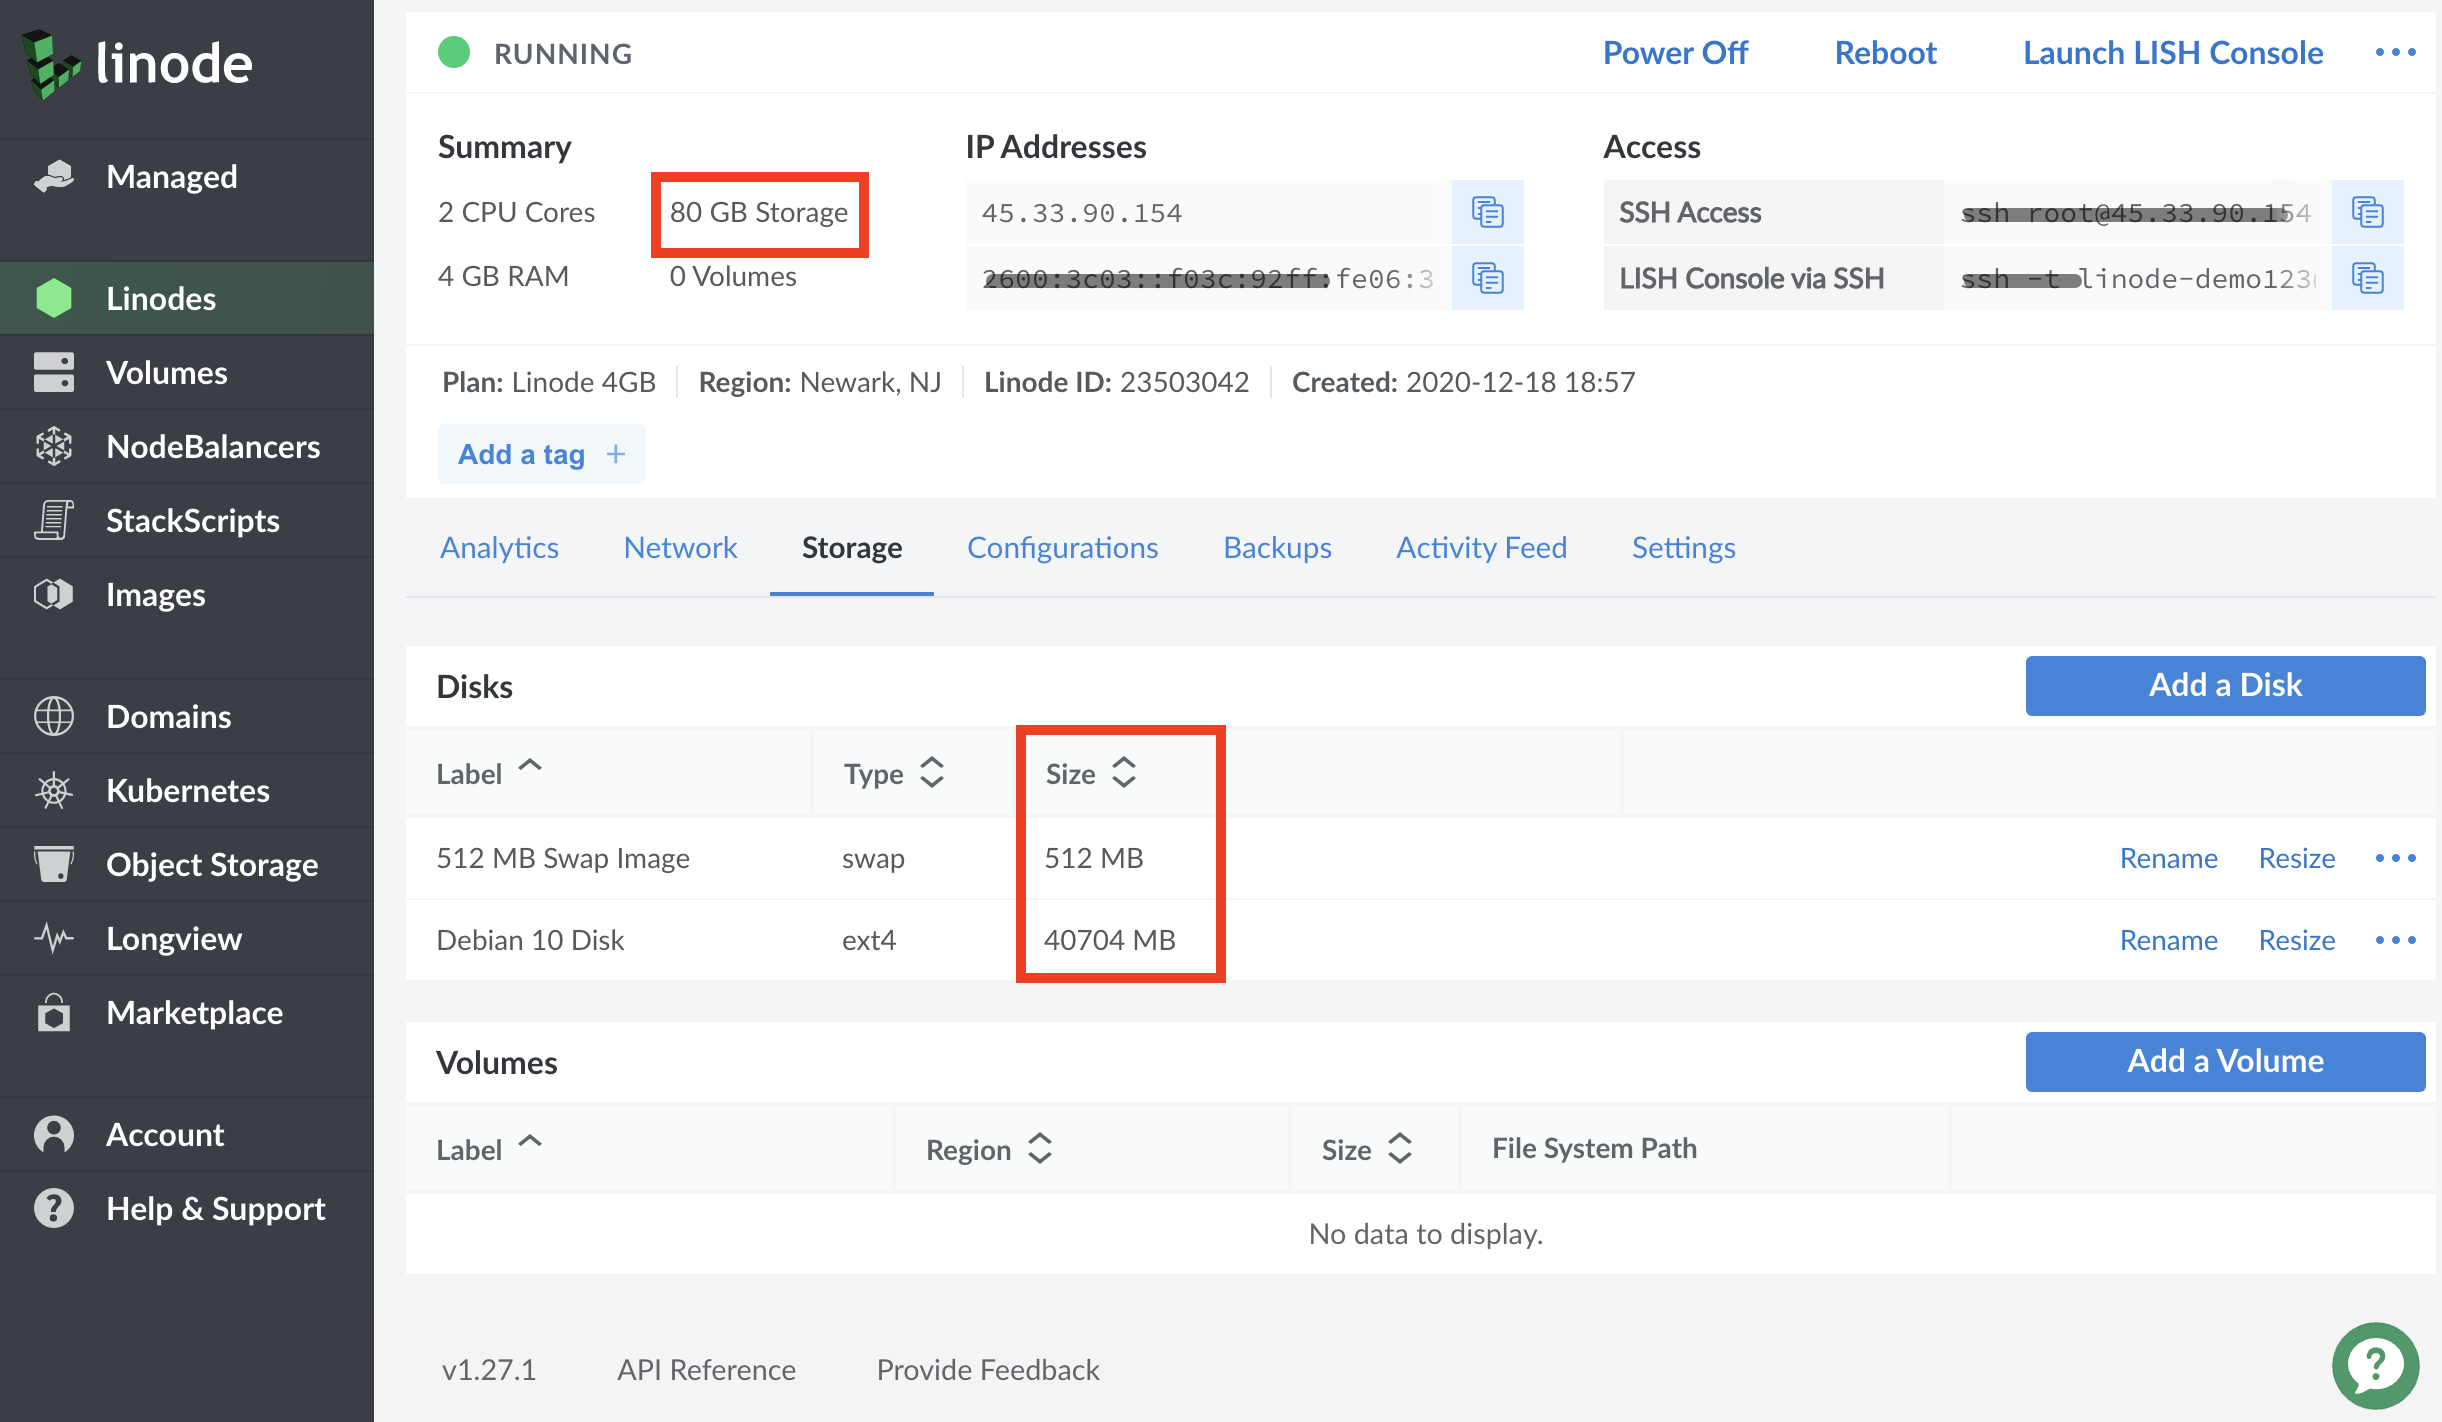 linode
Managed
Linodes
Volumes
NodeBalancers
StackScripts
Images
Domains
Kubernetes
Object Storage
Longview
Marketplace
Account
Help & Support
RUNNING
Power Off Reboot Launch LISH Console
Summary
2 CPU Cores 80 GB Storage
4 GB RAM 0 Volumes
IP Addresses
45.33.90.154
2600:3c03::f03c:92ff:fe06:3
Access
SSH Access ssh root@45.33.90.154
LISH Console via SSH ssh -t linode-demo123
Plan: Linode 4GB Region: Newark, NJ Linode ID: 23503042 Created: 2020-12-18 18:57
Add a tag +
Analytics Network Storage Configurations Backups Activity Feed Settings
Disks Add a Disk
Label Type Size
512 MB Swap Image swap 512 MB Rename Resize
Debian 10 Disk ext4 40704 MB Rename Resize
Volumes Add a Volume
Label Region Size File System Path
No data to display.
v1.27.1 API Reference Provide Feedback